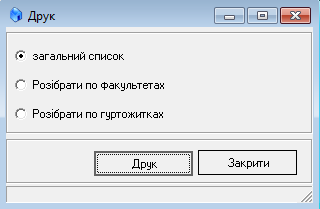 Друк
загальний список
Розібрати по факультетах
Розібрати по гуртожитках
Друк Закрити